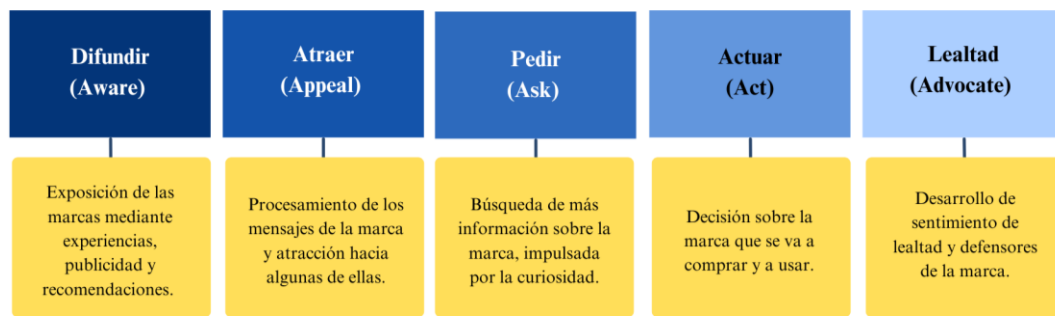 Difundir
(Aware)
Atraer
(Appeal)
Pedir
(Ask)
Actuar
(Act)
Lealtad
(Advocate)
Exposición de las
marcas mediante
experiencias,
publicidad y
recomendaciones.
Procesamiento de los
mensajes de la marca
y atracción hacia
algunas de ellas.
Búsqueda de más
información sobre la
marca, impulsada
por la curiosidad.
Decisión sobre la
marca que se va a
comprar y a usar.
Desarrollo de
sentimiento de
lealtad y defensores
de la marca.